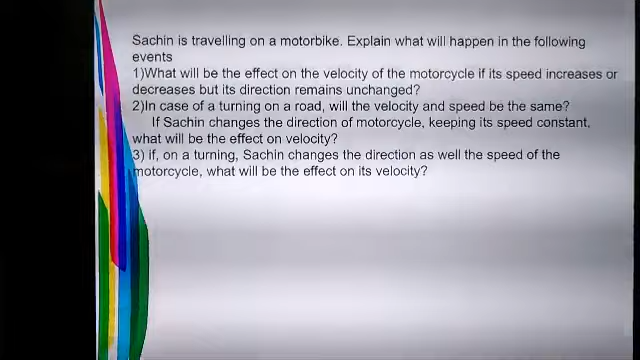 Sachin is travelling on a motorbike. Explain what will happen in the following
events
1)What will be the effect on the velocity of the motorcycle if its speed increases or
decreases but its direction remains unchanged?
2)In case of a turning on a road, will the velocity and speed be the same?
If Sachin changes the direction of motorcycle, keeping its speed constant,
what will be the effect on velocity?
3) if, on a turning, Sachin changes the direction as well the speed of the
motorcycle, what will be the effect on its velocity?